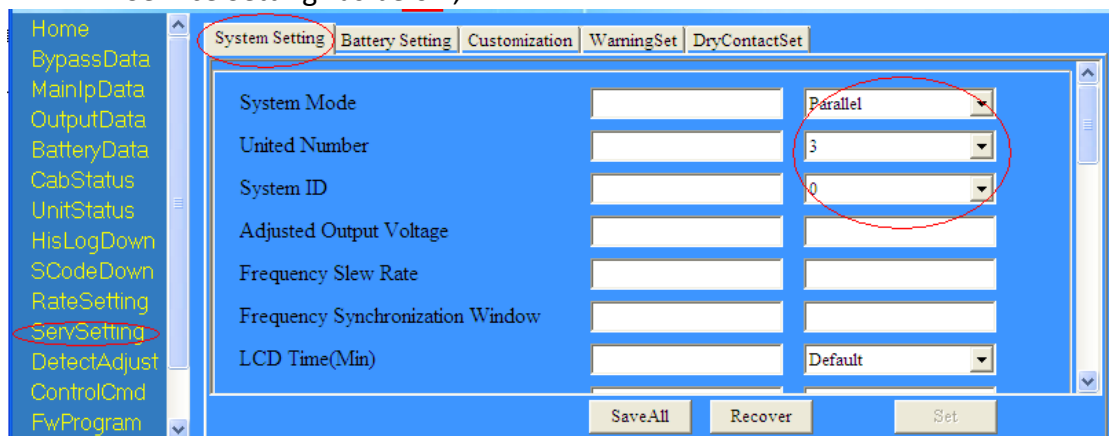 Home
BypassData
MainIpData
OutputData
BatteryData
CabStatus
UnitStatus
HisLogDown
SCodeDown
RateSetting
ServSetting
DetectAdjust
ControlCmd
FwProgram
System Setting Battery Setting Customization WarningSet DryContactSet
System Mode Parallel
United Number 3
System ID 0
Adjusted Output Voltage
Frequency Slew Rate
Frequency Synchronization Window
LCD Time(Min) Default
SaveAll Recover Set